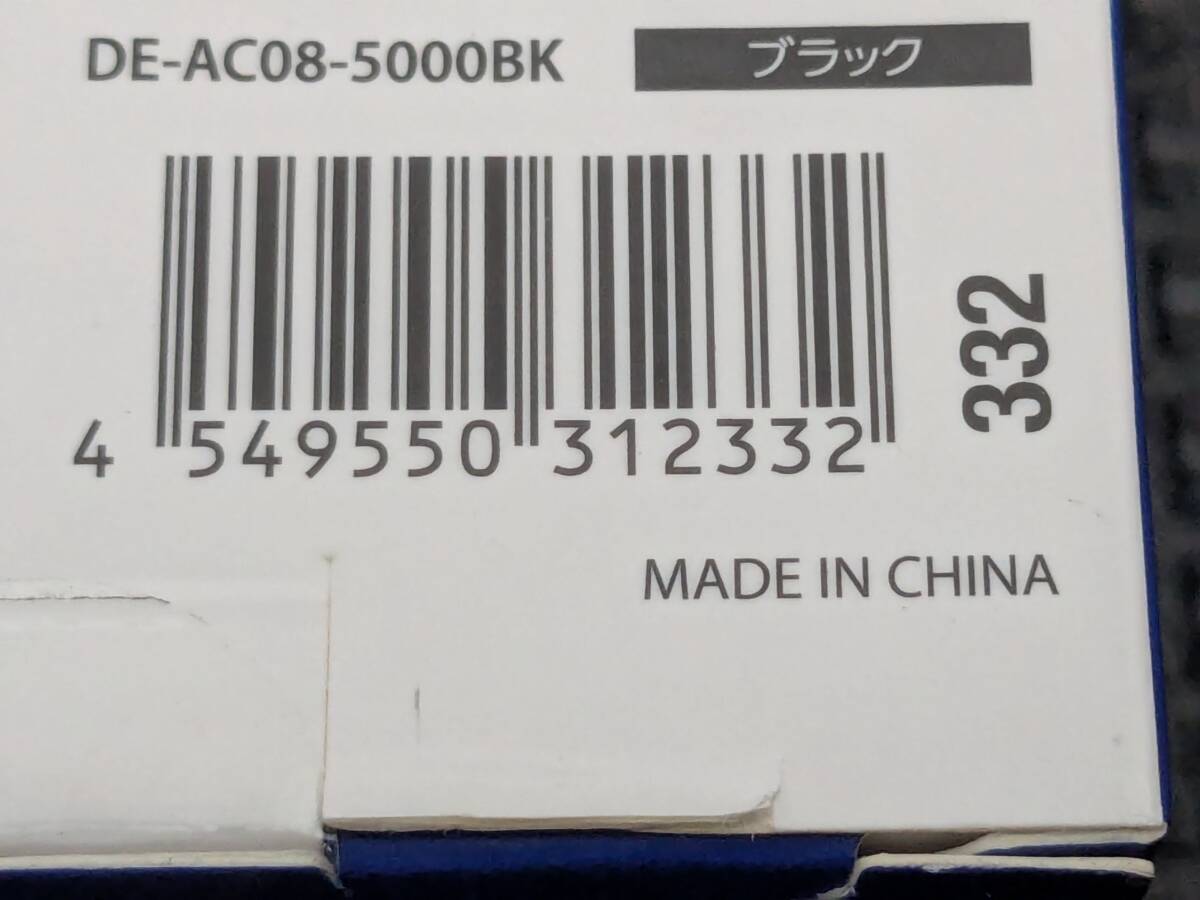 DE-AC08-5000BK
ブラック
4 549550 312332
332
MADE IN CHINA